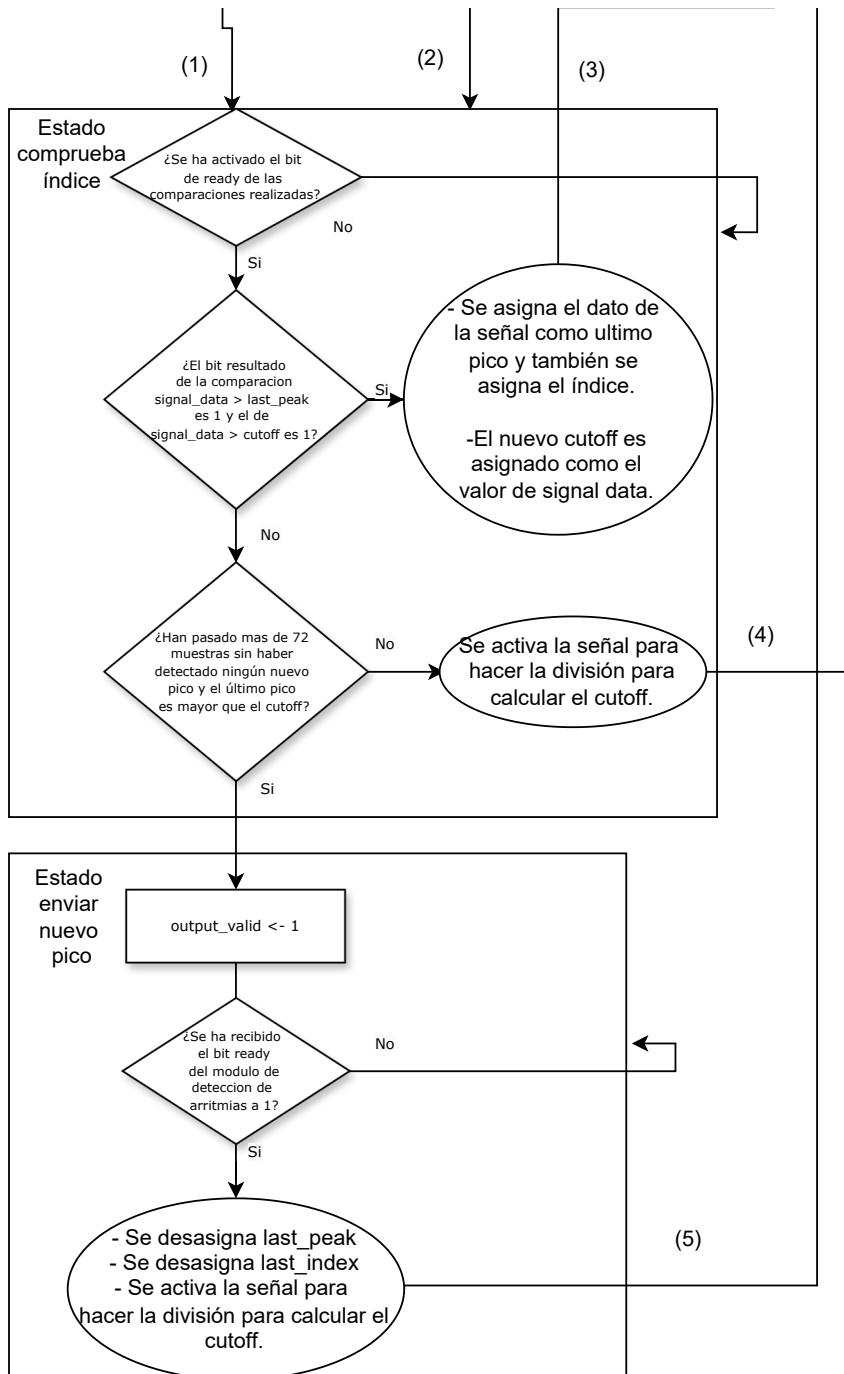 (1)
(2)
(3)
Estado
comprueba
índice
¿Se ha activado el bit
de ready de las
comparaciones realizadas?
No
Si
¿El bit resultado
de la comparacion
signal_data > last_peak
es 1 y el de
signal_data > cutoff es 1?
Si
- Se asigna el dato de
la señal como ultimo
pico y también se
asigna el índice.
-El nuevo cutoff es
asignado como el
valor de signal data.
No
¿Han pasado mas de 72
muestras sin haber
detectado ningún nuevo
pico y el último pico
es mayor que el cutoff?
No
Se activa la señal para
hacer la división para
calcular el cutoff.
(4)
Si
Estado
enviar
nuevo
pico
output_valid <- 1
¿Se ha recibido
el bit ready
del modulo de
deteccion de
arritmias a 1?
No
Si
- Se desasigna last_peak
- Se desasigna last_index
- Se activa la señal para
hacer la división para calcular el
cutoff.
(5)